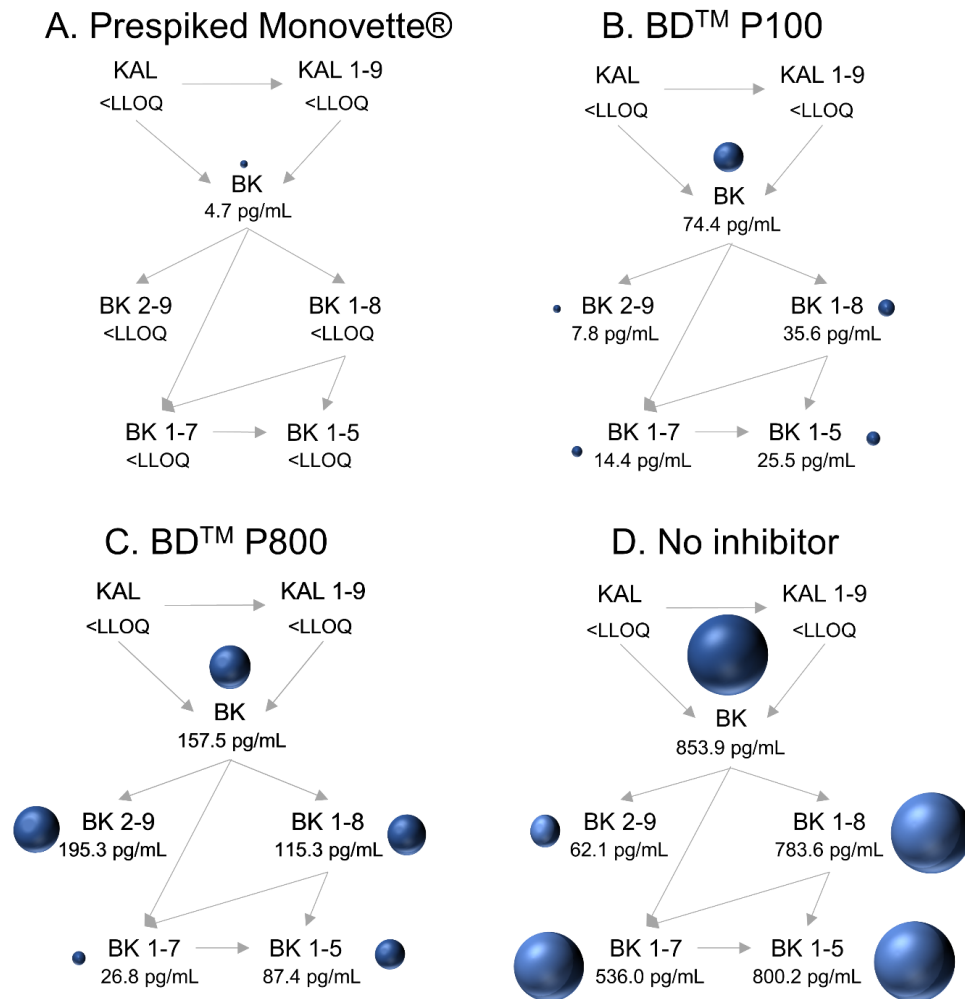 A. Prespiked Monovette®
KAL
KAL 1-9
<LLOQ
<LLOQ
BK
4.7 pg/mL
BK 2-9
BK 1-8
<LLOQ
<LLOQ
BK 1-7
BK 1-5
<LLOQ
<LLOQ
B. BD™ P100
KAL
KAL 1-9
<LLOQ
<LLOQ
BK
74.4 pg/mL
BK 2-9
BK 1-8
7.8 pg/mL
35.6 pg/mL
BK 1-7
BK 1-5
14.4 pg/mL
25.5 pg/mL
C. BD™ P800
KAL
KAL 1-9
<LLOQ
<LLOQ
BK
157.5 pg/mL
BK 2-9
BK 1-8
195.3 pg/mL
115.3 pg/mL
BK 1-7
BK 1-5
26.8 pg/mL
87.4 pg/mL
D. No inhibitor
KAL
KAL 1-9
<LLOQ
<LLOQ
BK
853.9 pg/mL
BK 2-9
BK 1-8
62.1 pg/mL
783.6 pg/mL
BK 1-7
BK 1-5
536.0 pg/mL
800.2 pg/mL